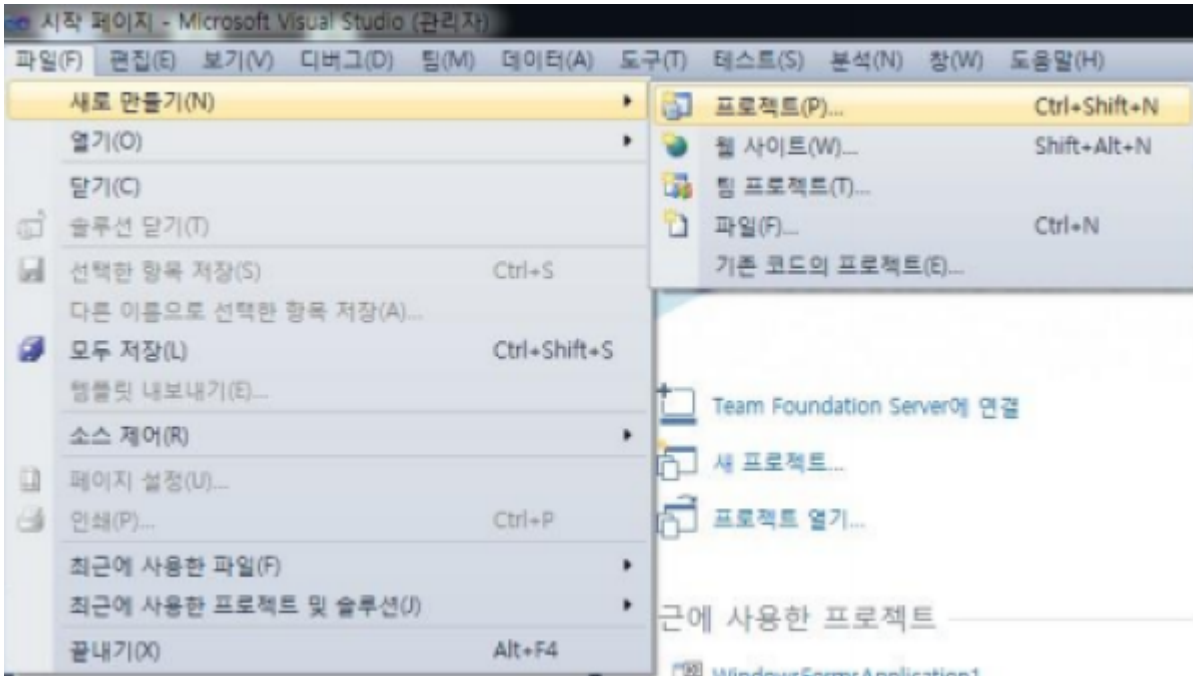 시작 페이지 - Microsoft Visual Studio (관리자)
파일(F) 편집(E) 보기(V) 디버그(D) 팀(M) 데이터(A) 도구(T) 테스트(S) 분석(N) 창(W) 도움말(H)
새로 만들기(N)
열기(O)
닫기(C)
솔루션 닫기(T)
선택한 항목 저장(S) Ctrl+S
다른 이름으로 선택한 항목 저장(A)...
모두 저장(L) Ctrl+Shift+S
템플릿 내보내기(E)...
소스 제어(R)
페이지 설정(U)...
인쇄(P)... Ctrl+P
최근에 사용한 파일(F)
최근에 사용한 프로젝트 및 솔루션(J)
끝내기(X) Alt+F4
프로젝트(P)... Ctrl+Shift+N
웹 사이트(W)... Shift+Alt+N
팀 프로젝트(T)...
파일(F)... Ctrl+N
기존 코드의 프로젝트(E)...
Team Foundation Server에 연결
새 프로젝트...
프로젝트 열기...
근에 사용한 프로젝트
WindowsFormsApplication1